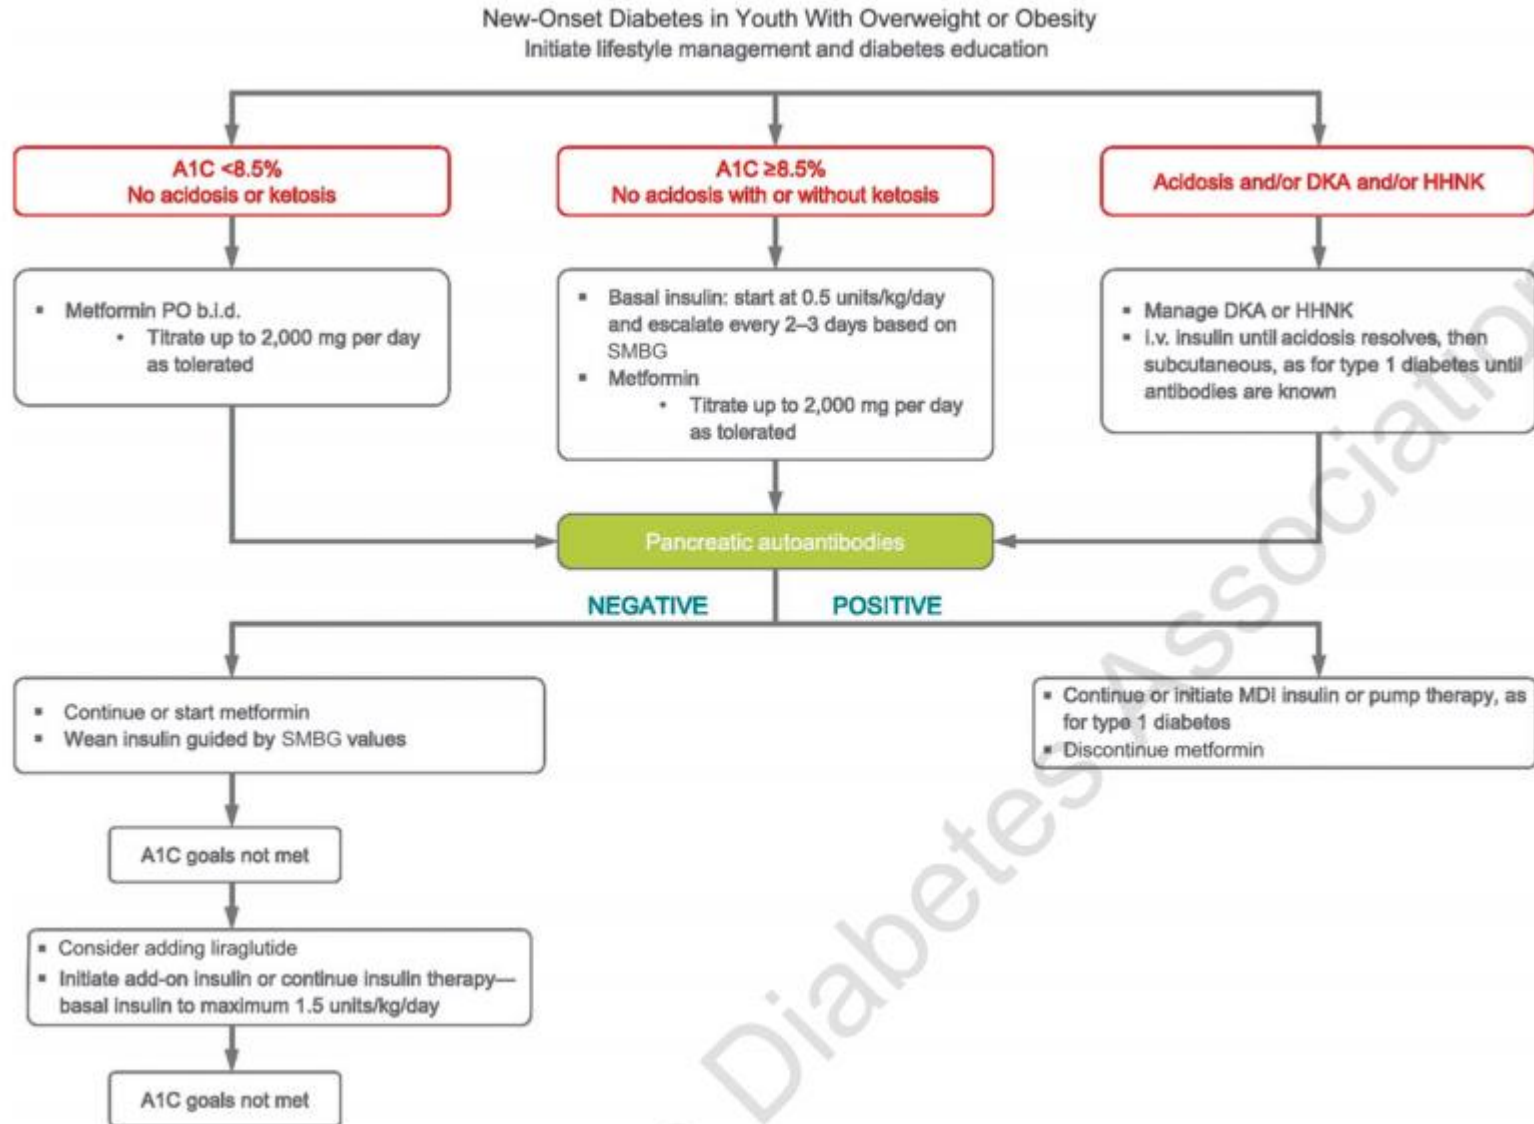 New-Onset Diabetes in Youth With Overweight or Obesity
Initiate lifestyle management and diabetes education
A1C <8.5%
No acidosis or ketosis
A1C ≥8.5%
No acidosis with or without ketosis
Acidosis and/or DKA and/or HHNK
▪ Metformin PO b.i.d.
• Titrate up to 2,000 mg per day
as tolerated
▪ Basal insulin: start at 0.5 units/kg/day
and escalate every 2–3 days based on
SMBG
▪ Metformin
• Titrate up to 2,000 mg per day
as tolerated
▪ Manage DKA or HHNK
▪ i.v. insulin until acidosis resolves, then
subcutaneous, as for type 1 diabetes until
antibodies are known
Pancreatic autoantibodies
NEGATIVE
POSITIVE
▪ Continue or start metformin
▪ Wean insulin guided by SMBG values
▪ Continue or initiate MDI insulin or pump therapy, as
for type 1 diabetes
▪ Discontinue metformin
A1C goals not met
▪ Consider adding liraglutide
▪ Initiate add-on insulin or continue insulin therapy—
basal insulin to maximum 1.5 units/kg/day
A1C goals not met
Diabetes Association